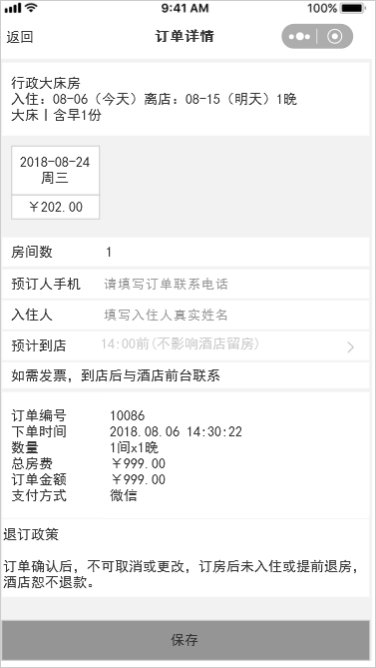 9:41 AM
100%
返回
订单详情
行政大床房
入住：08-06（今天）离店：08-15（明天）1晚
大床丨含早1份
2018-08-24
周三
￥202.00
房间数 1
预订人手机 请填写订单联系电话
入住人 填写入住人真实姓名
预计到店 14:00前(不影响酒店留房)
如需发票，到店后与酒店前台联系
订单编号 10086
下单时间 2018.08.06 14:30:22
数量 1间x1晚
总房费 ￥999.00
订单金额 ￥999.00
支付方式 微信
退订政策
订单确认后，不可取消或更改，订房后未入住或提前退房，
酒店恕不退款。
保存